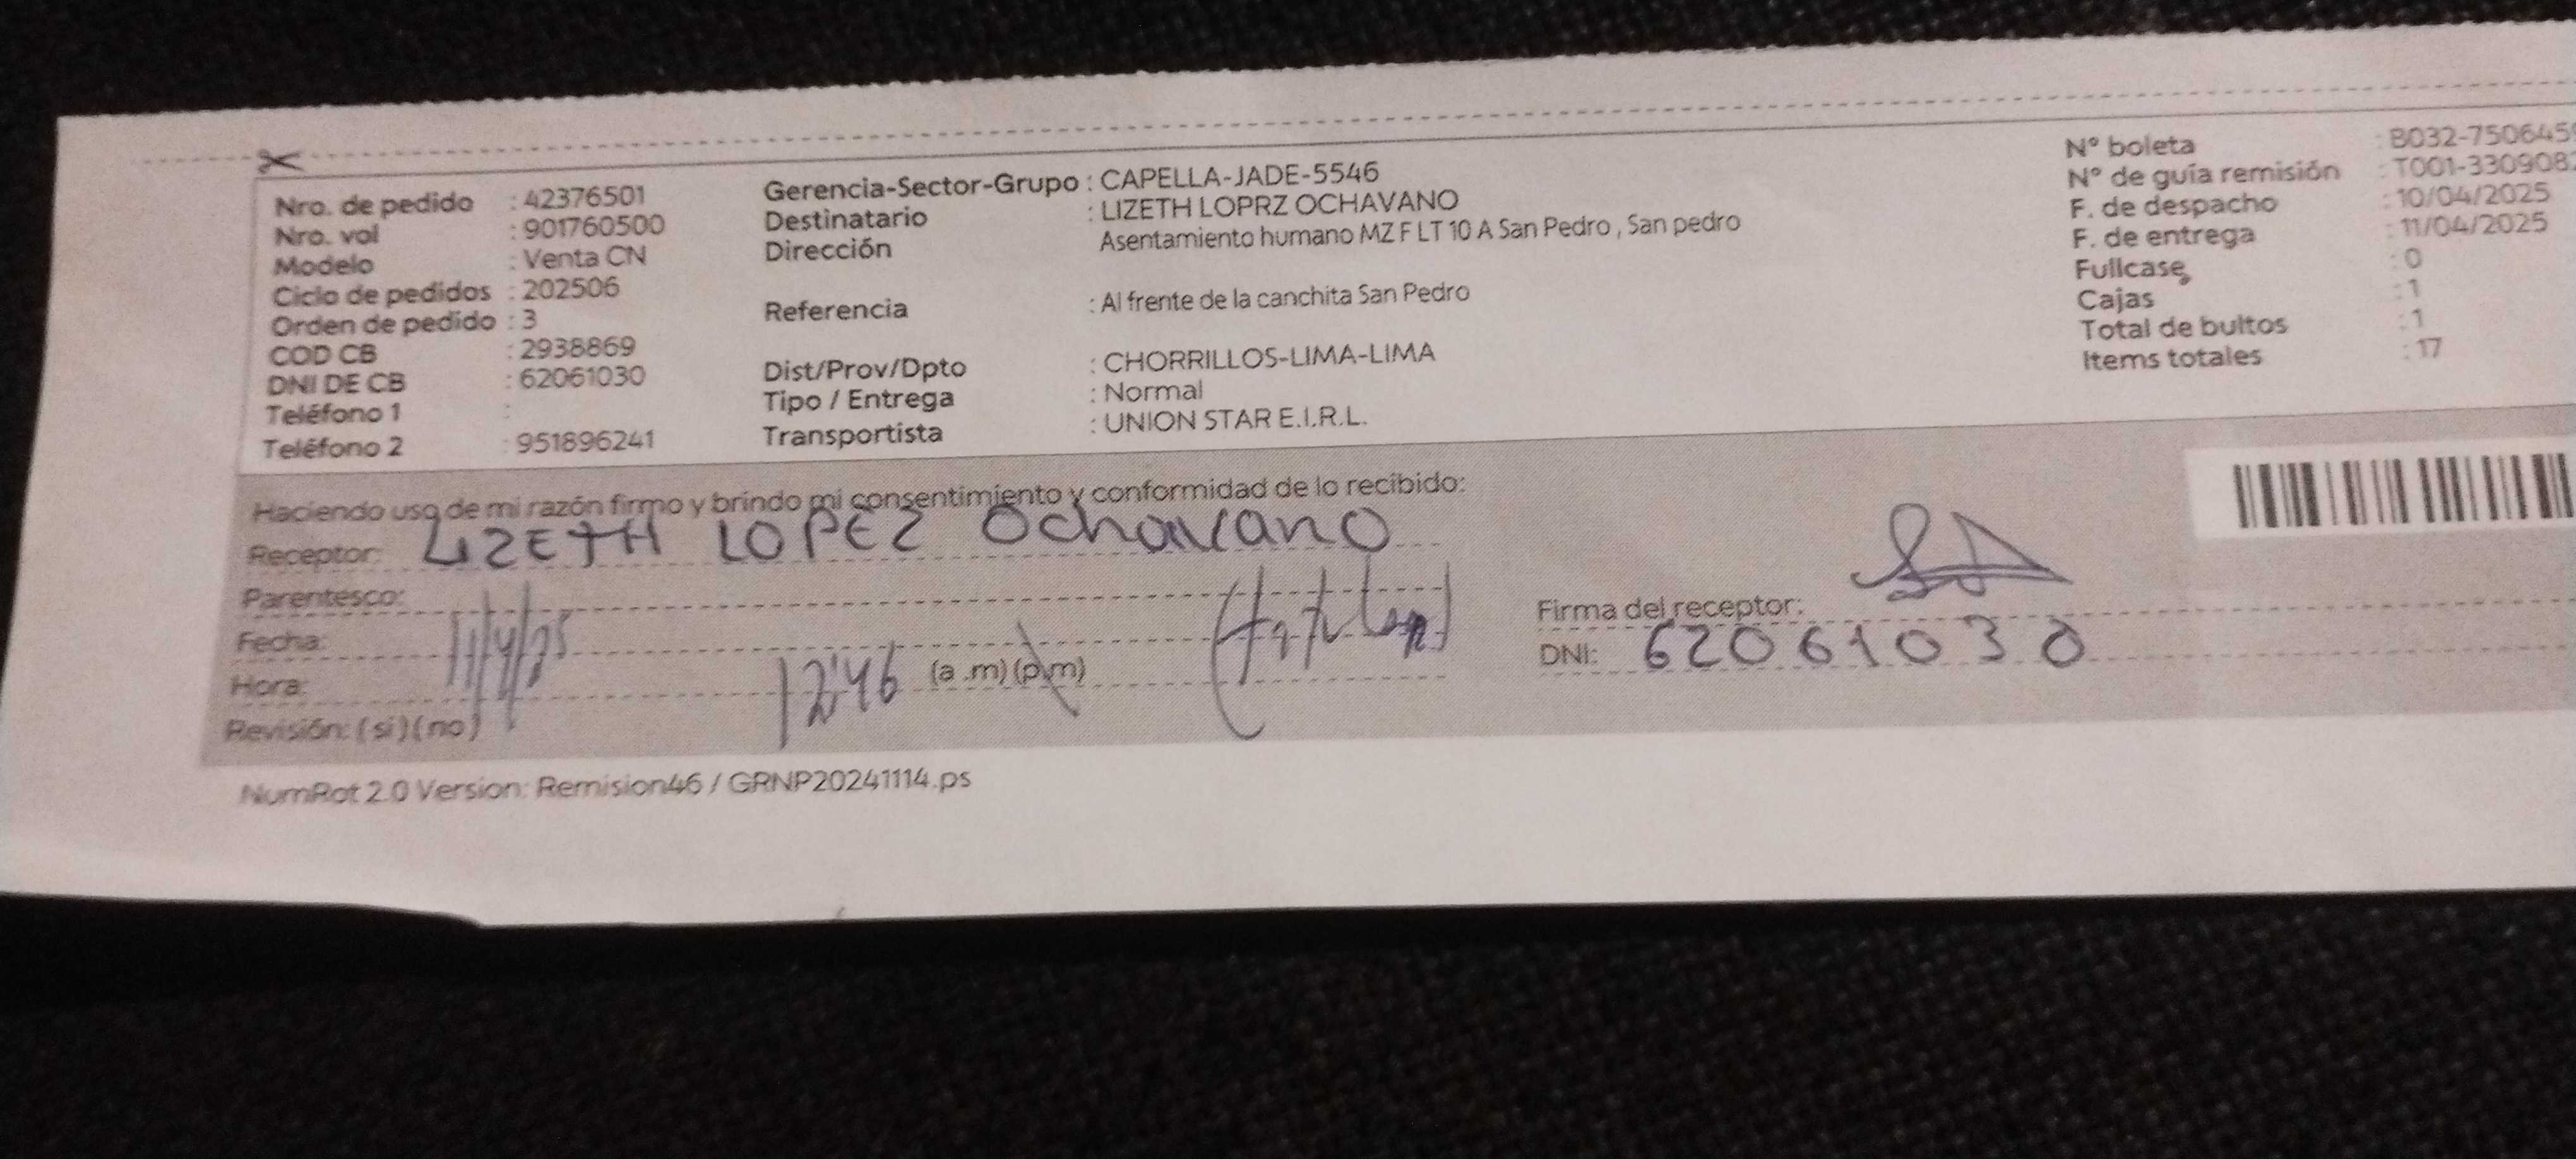 Nro. de pedido : 42376501
Nro. vol : 901760500
Modelo : Venta CN
Ciclo de pedidos : 202506
Orden de pedido : 3
COD CB : 2938869
DNI DE CB : 62061030
Teléfono 1 :
Teléfono 2 : 951896241
Gerencia-Sector-Grupo : CAPELLA-JADE-5546
Destinatario : LIZETH LOPRZ OCHAVANO
Dirección Asentamiento humano MZ F LT 10 A San Pedro , San pedro
Referencia : Al frente de la canchita San Pedro
Dist/Prov/Dpto : CHORRILLOS-LIMA-LIMA
Tipo / Entrega : Normal
Transportista : UNION STAR E.I.R.L.
N° boleta : B032-750645
N° de guía remisión : T001-330908
F. de despacho : 10/04/2025
F. de entrega : 11/04/2025
Fullcase : 0
Cajas : 1
Total de bultos : 1
Items totales : 17
Haciendo uso de mi razón firmo y brindo mi consentimiento y conformidad de lo recibido:
Receptor: LIZETH LOPEZ Ochavano
Parentesco:
Fecha: 11/4/25
Hora: 12:46 (a .m) (p.m)
Revisión: ( si ) ( no )
Firma del receptor:
DNI: 62061030
NumRot 2.0 Version: Remision46 / GRNP20241114.ps